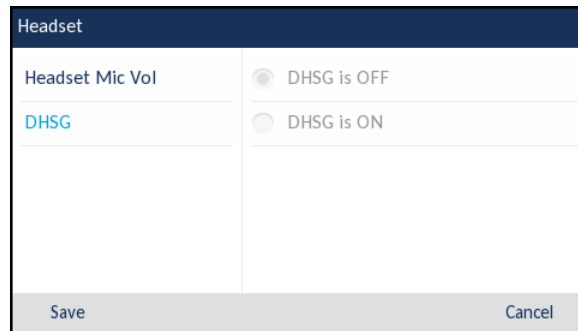 Headset
Headset Mic Vol
DHSG
DHSG is OFF
DHSG is ON
Save
Cancel